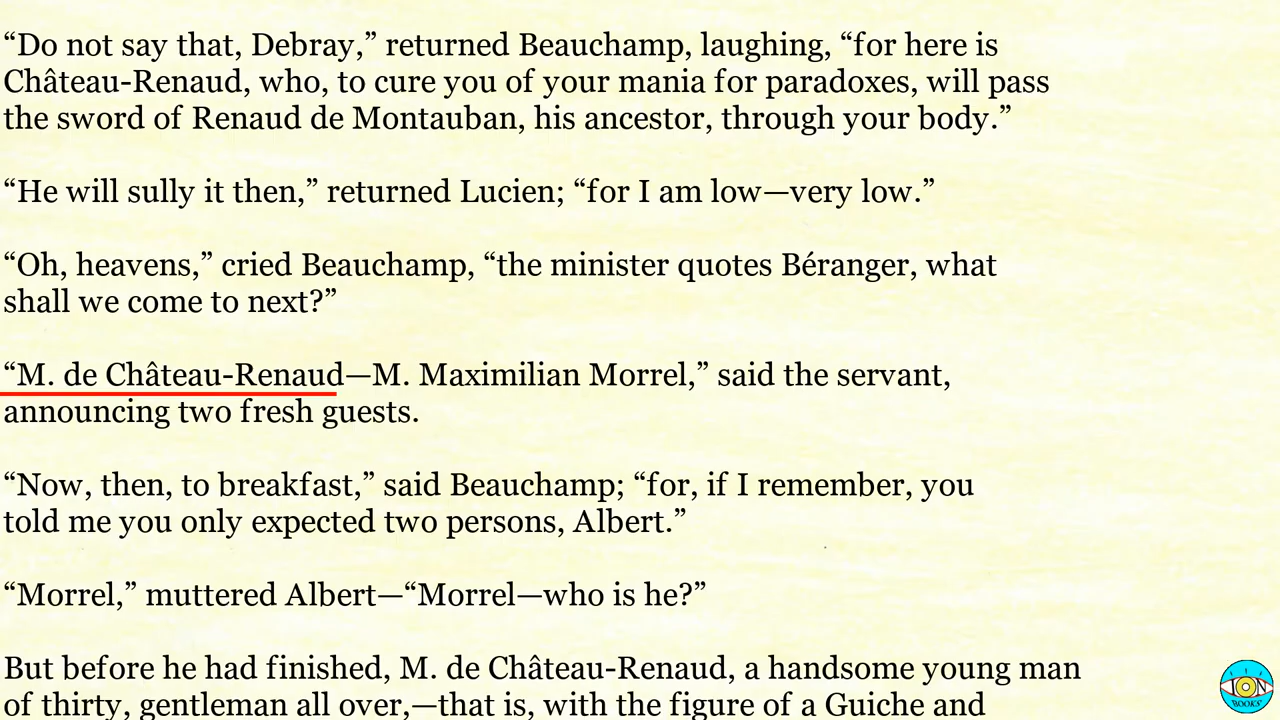 “Do not say that, Debray,” returned Beauchamp, laughing, “for here is
Château-Renaud, who, to cure you of your mania for paradoxes, will pass
the sword of Renaud de Montauban, his ancestor, through your body.”
“He will sully it then,” returned Lucien; “for I am low—very low.”
“Oh, heavens,” cried Beauchamp, “the minister quotes Béranger, what
shall we come to next?”
“M. de Château-Renaud—M. Maximilian Morrel,” said the servant,
announcing two fresh guests.
“Now, then, to breakfast,” said Beauchamp; “for, if I remember, you
told me you only expected two persons, Albert.”
“Morrel,” muttered Albert—“Morrel—who is he?”
But before he had finished, M. de Château-Renaud, a handsome young man
of thirty, gentleman all over,—that is, with the figure of a Guiche and
ION
BOOKS